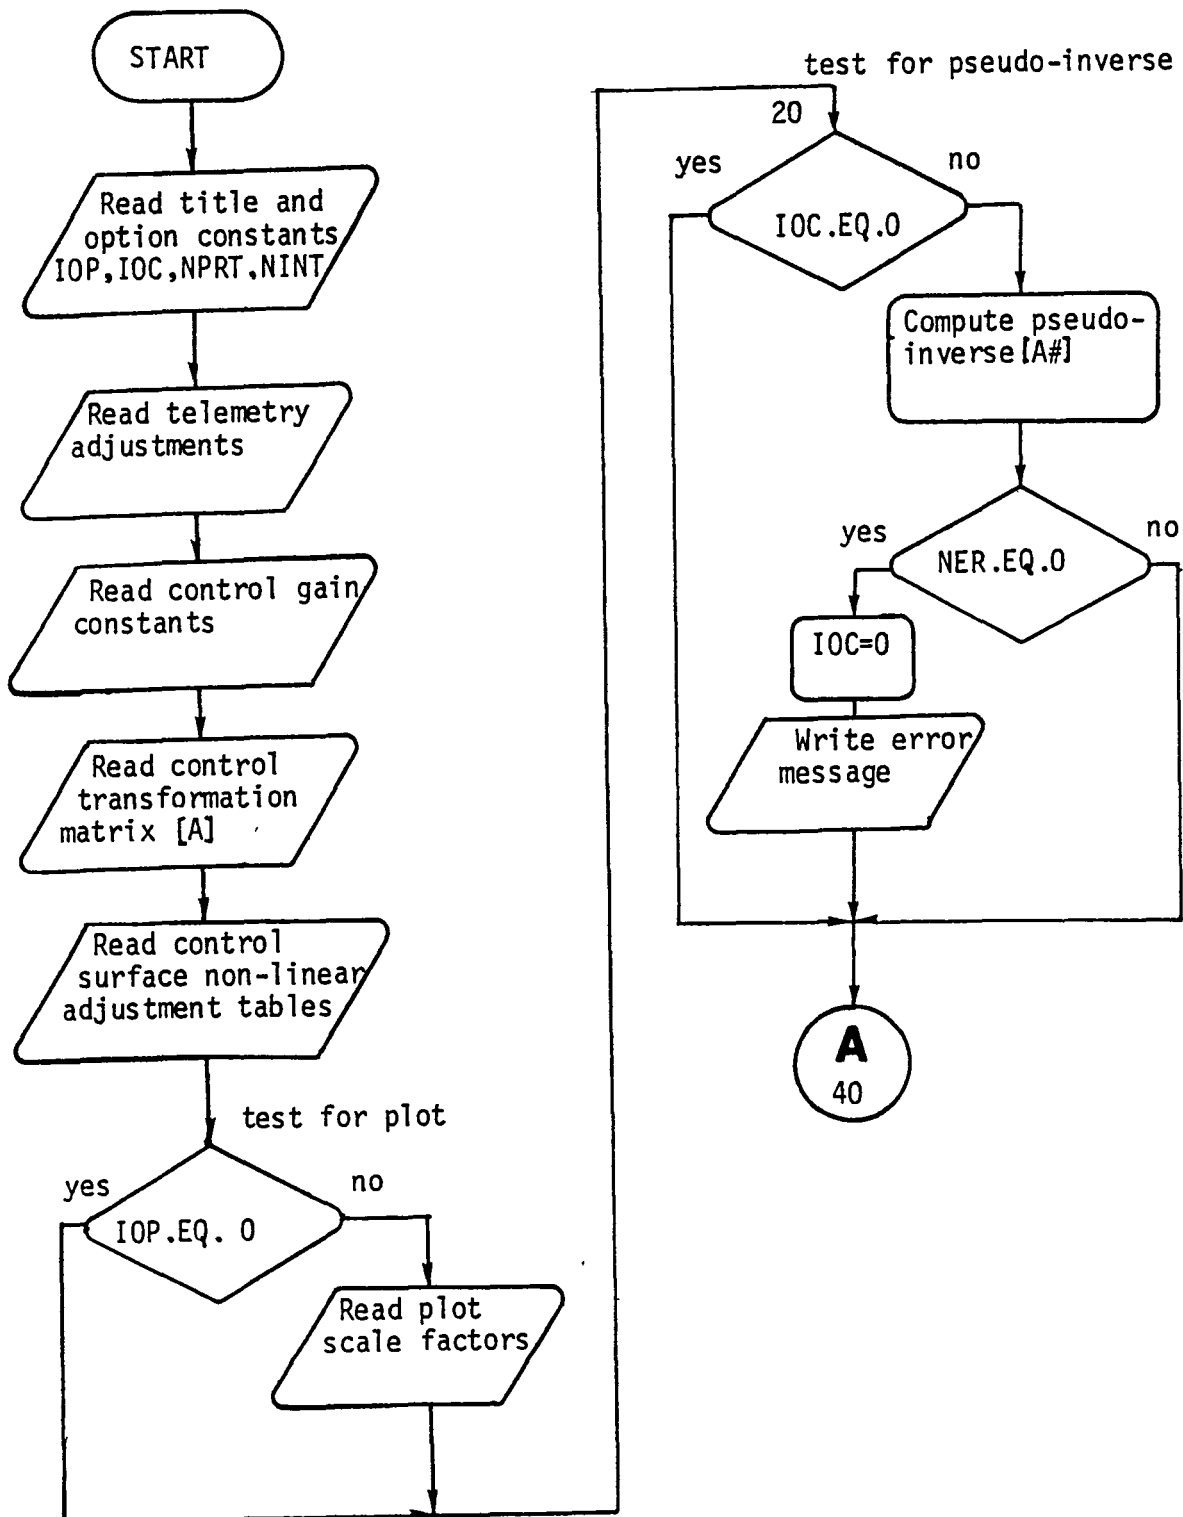 START
Read title and
option constants
IOP,IOC,NPRT.NINT
Read telemetry
adjustments
Read control gain
constants
Read control
transformation
matrix [A]
Read control
surface non-linear
adjustment tables
test for plot
yes
no
IOP.EQ. 0
Read plot
scale factors
test for pseudo-inverse
20
yes
no
IOC.EQ.0
Compute pseudo-
inverse[A#]
yes
no
NER.EQ.0
IOC=0
Write error
message
A
40